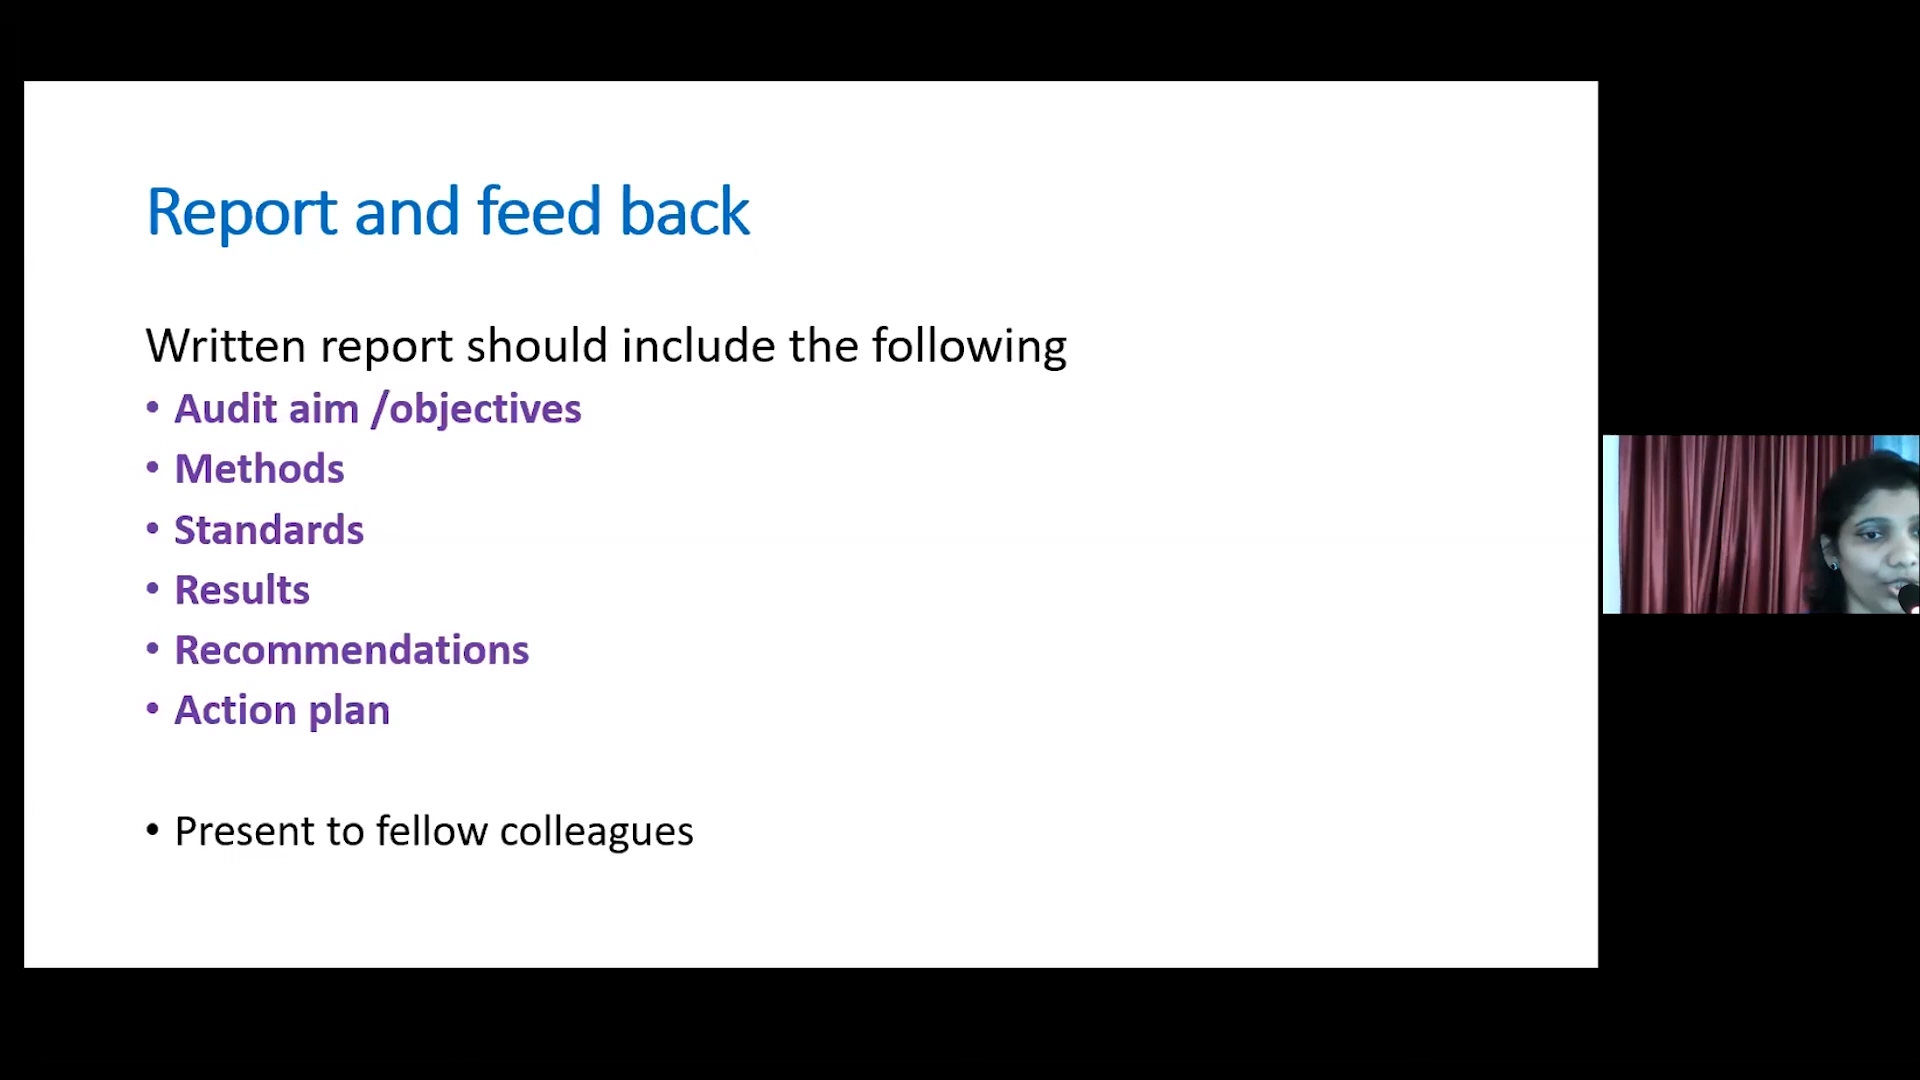 Report and feed back
Written report should include the following
• Audit aim /objectives
• Methods
• Standards
• Results
• Recommendations
• Action plan
• Present to fellow colleagues